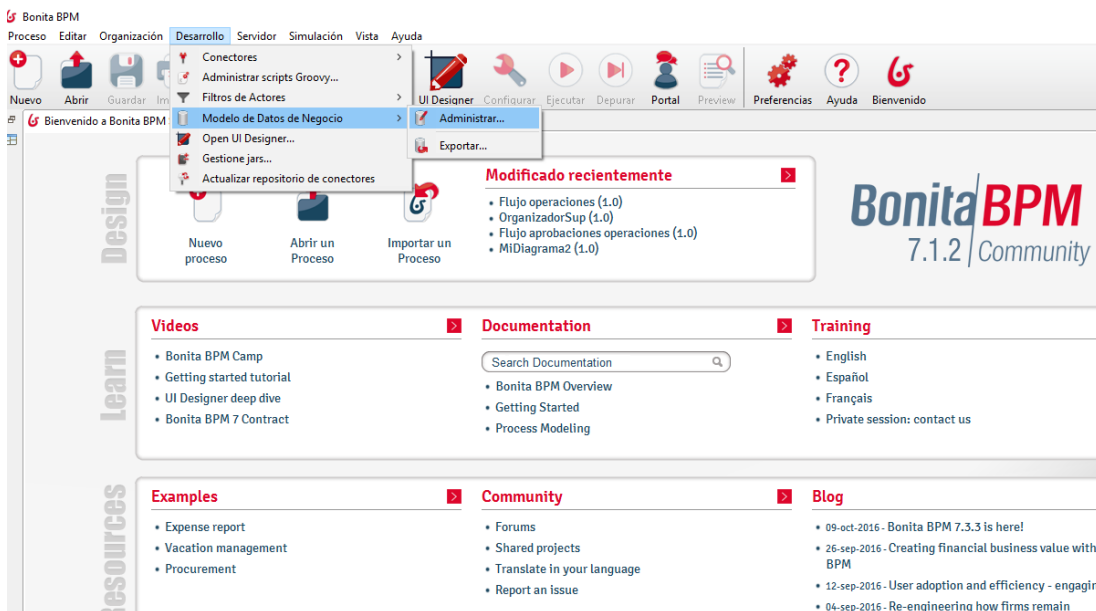 Bonita BPM
Proceso Editar Organización Desarrollo Servidor Simulación Vista Ayuda
Nuevo Abrir Guardar UI Designer Configurar Ejecutar Depurar Portal Preview Preferencias Ayuda Bienvenido
Conectores
Administrar scripts Groovy...
Filtros de Actores
Modelo de Datos de Negocio
Open UI Designer...
Gestione jars...
Actualizar repositorio de conectores
Administrar...
Exportar...
Bienvenido a Bonita BPM
Design
Nuevo proceso
Abrir un Proceso
Importar un Proceso
Modificado recientemente
• Flujo operaciones (1.0)
• OrganizadorSup (1.0)
• Flujo aprobaciones operaciones (1.0)
• MiDiagrama2 (1.0)
Bonita BPM
7.1.2 Community
Learn
Videos
• Bonita BPM Camp
• Getting started tutorial
• UI Designer deep dive
• Bonita BPM 7 Contract
Documentation
Search Documentation
• Bonita BPM Overview
• Getting Started
• Process Modeling
Training
• English
• Español
• Français
• Private session: contact us
Resources
Examples
• Expense report
• Vacation management
• Procurement
Community
• Forums
• Shared projects
• Translate in your language
• Report an issue
Blog
• 09-oct-2016 - Bonita BPM 7.3.3 is here!
• 26-sep-2016 - Creating financial business value with
BPM
• 12-sep-2016 - User adoption and efficiency - engagin
• 04-sep-2016 - Re-engineering how firms remain